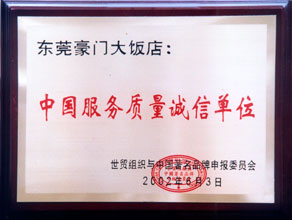 东莞豪门大饭店：
中国服务质量诚信单位
世贸组织与中国著名品牌申报委员会
2002年6月3日